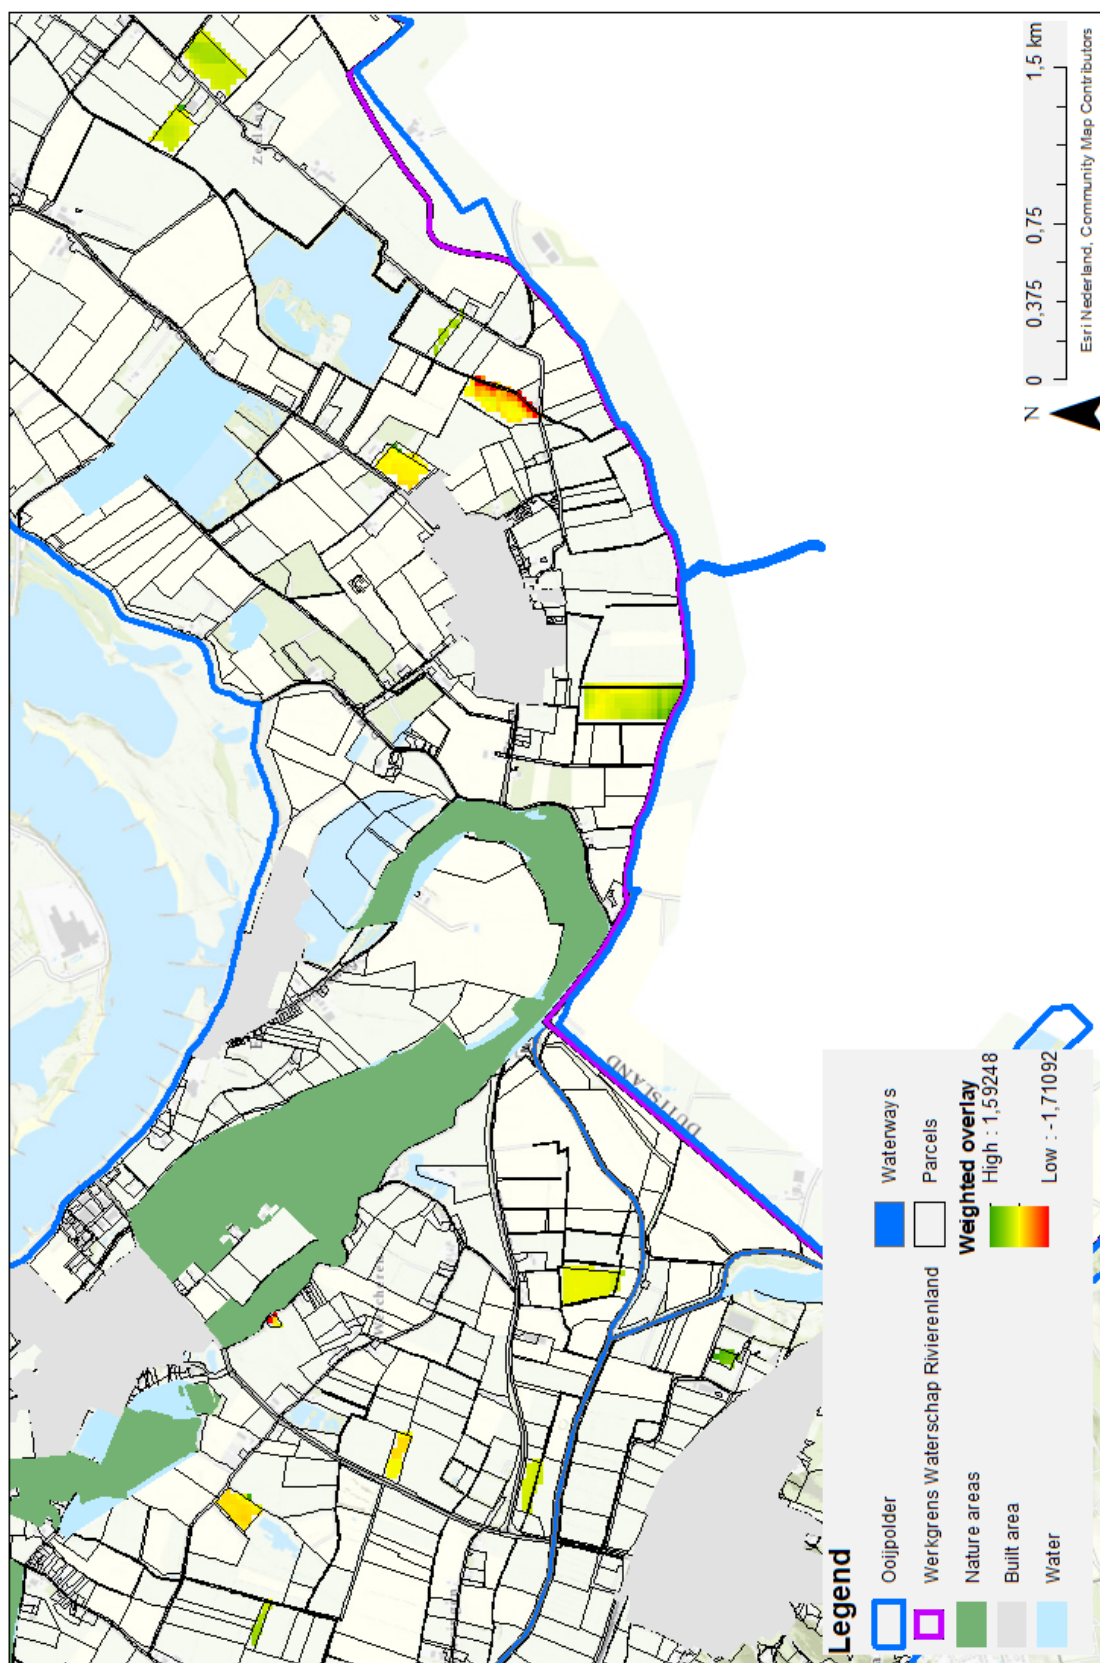 DUITSLAND
Legend
Ooijpolder
Werkgrens Waterschap Rivierenland
Nature areas
Built area
Water
Waterways
Parcels
Weighted overlay
High : 1,59248
Low : -1,71092
N
0 0,375 0,75 1,5 km
Esri Nederland, Community Map Contributors